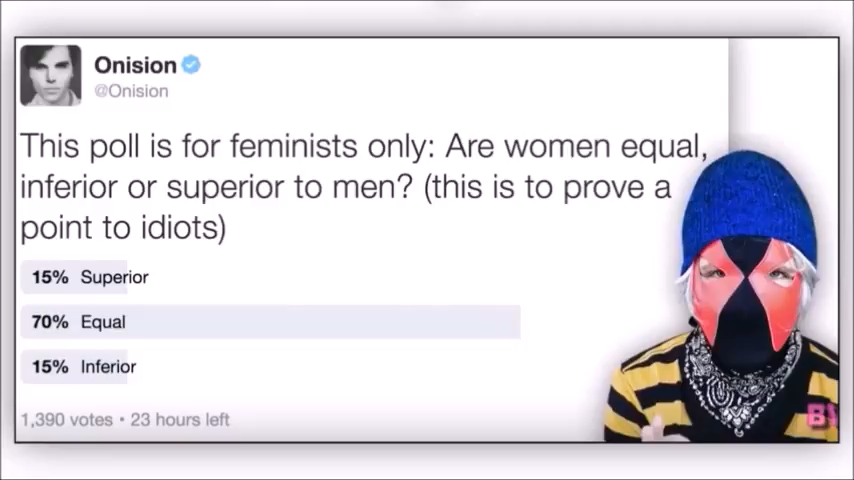 Onision
@Onision
This poll is for feminists only: Are women equal,
inferior or superior to men? (this is to prove a
point to idiots)
15% Superior
70% Equal
15% Inferior
1,390 votes • 23 hours left